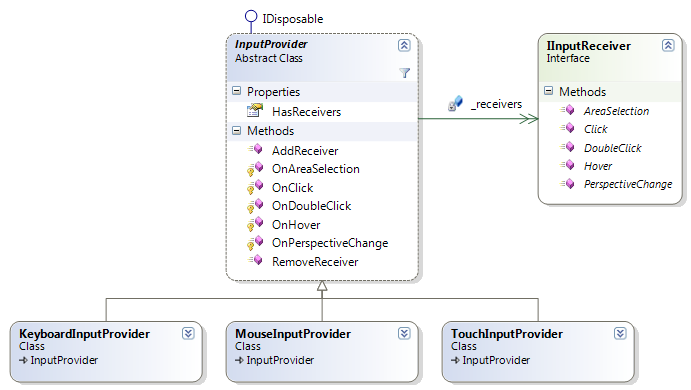 IDisposable
InputProvider
Abstract Class
Properties
HasReceivers
Methods
AddReceiver
OnAreaSelection
OnClick
OnDoubleClick
OnHover
OnPerspectiveChange
RemoveReceiver
_receivers
IInputReceiver
Interface
Methods
AreaSelection
Click
DoubleClick
Hover
PerspectiveChange
KeyboardInputProvider
Class
InputProvider
MouseInputProvider
Class
InputProvider
TouchInputProvider
Class
InputProvider